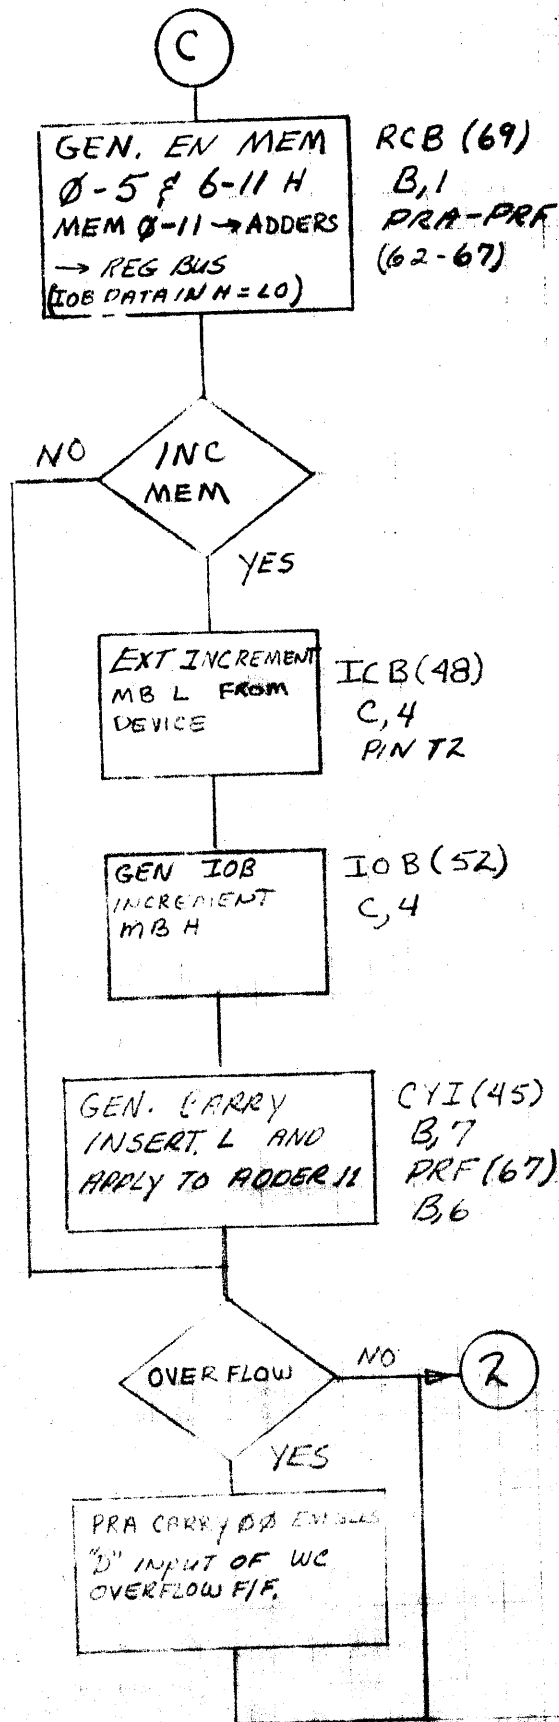 C
GEN. EN MEM
Ø-5 & 6-11 H
MEM Ø-11 → ADDERS
→ REG BUS
(IOB DATA IN H = LO)
RCB (69)
B,1
PRA-PRF
(62-67)
INC
MEM
NO
YES
EXT INCREMENT
MB L FROM
DEVICE
ICB (48)
C,4
PIN T2
GEN IOB
INCREMENT
MB H
IOB (52)
C,4
GEN. CARRY
INSERT L AND
APPLY TO ADDER 11
CYI (45)
B,7
PRF (67)
B,6
OVERFLOW
NO
2
YES
PRA CARRY ØØ ENABLES
"D" INPUT OF WC
OVERFLOW F/F.